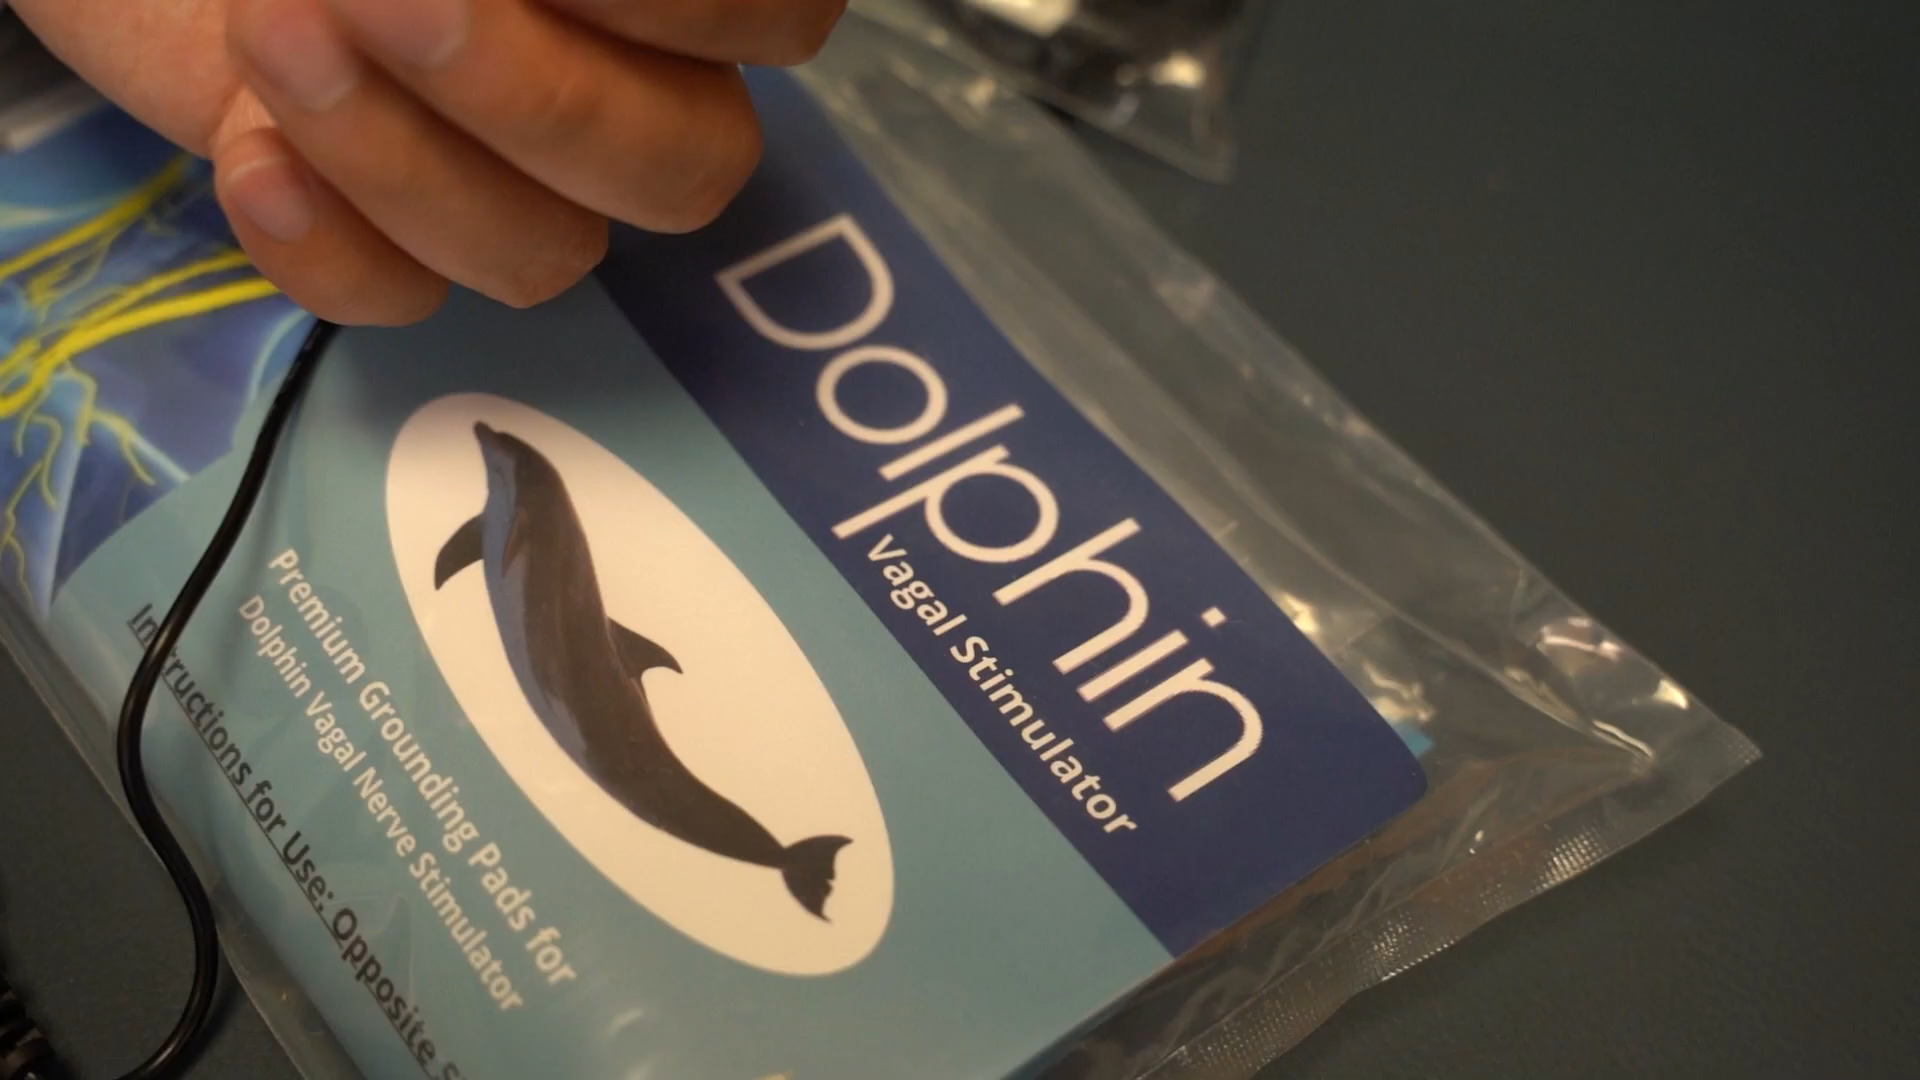 Dolphin
Vagal Stimulator
Premium Grounding Pads for
Dolphin Vagal Nerve Stimulator
Instructions for Use: Opposite